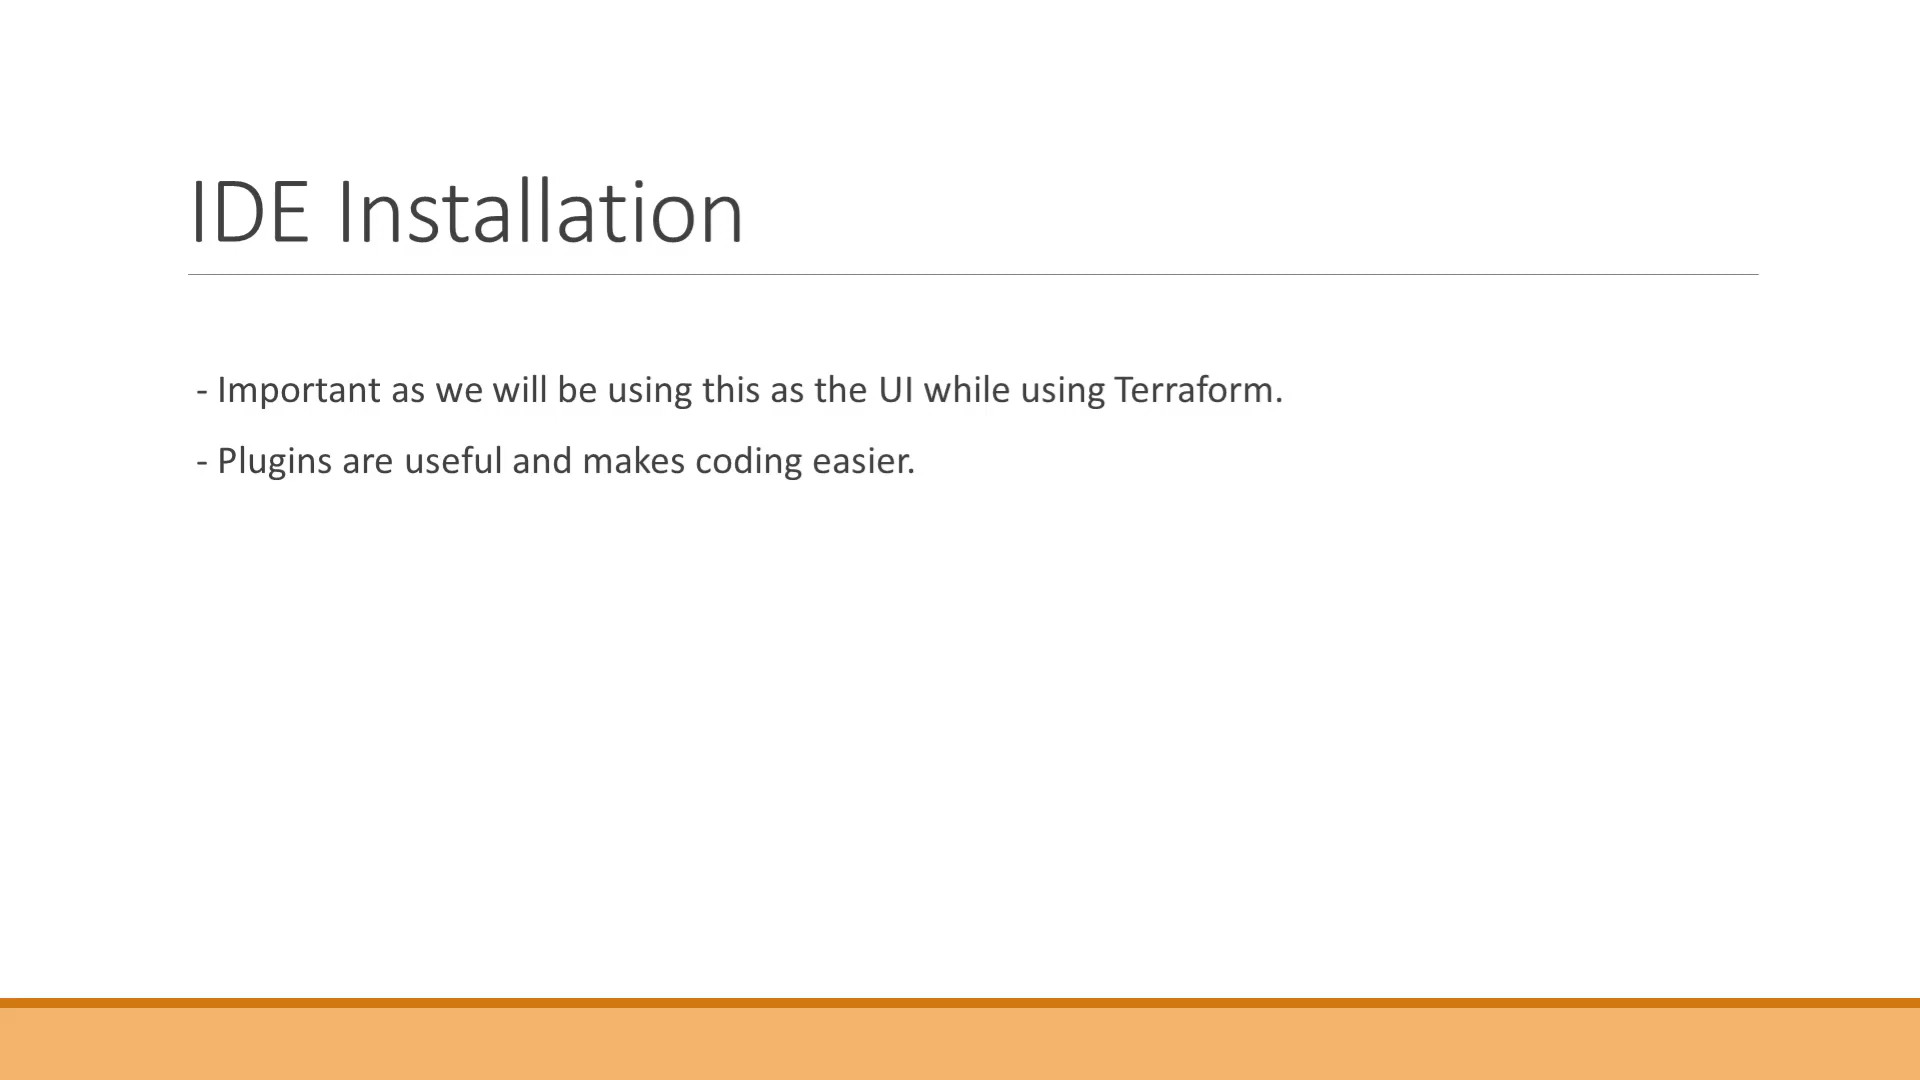 IDE Installation
- Important as we will be using this as the UI while using Terraform.
- Plugins are useful and makes coding easier.